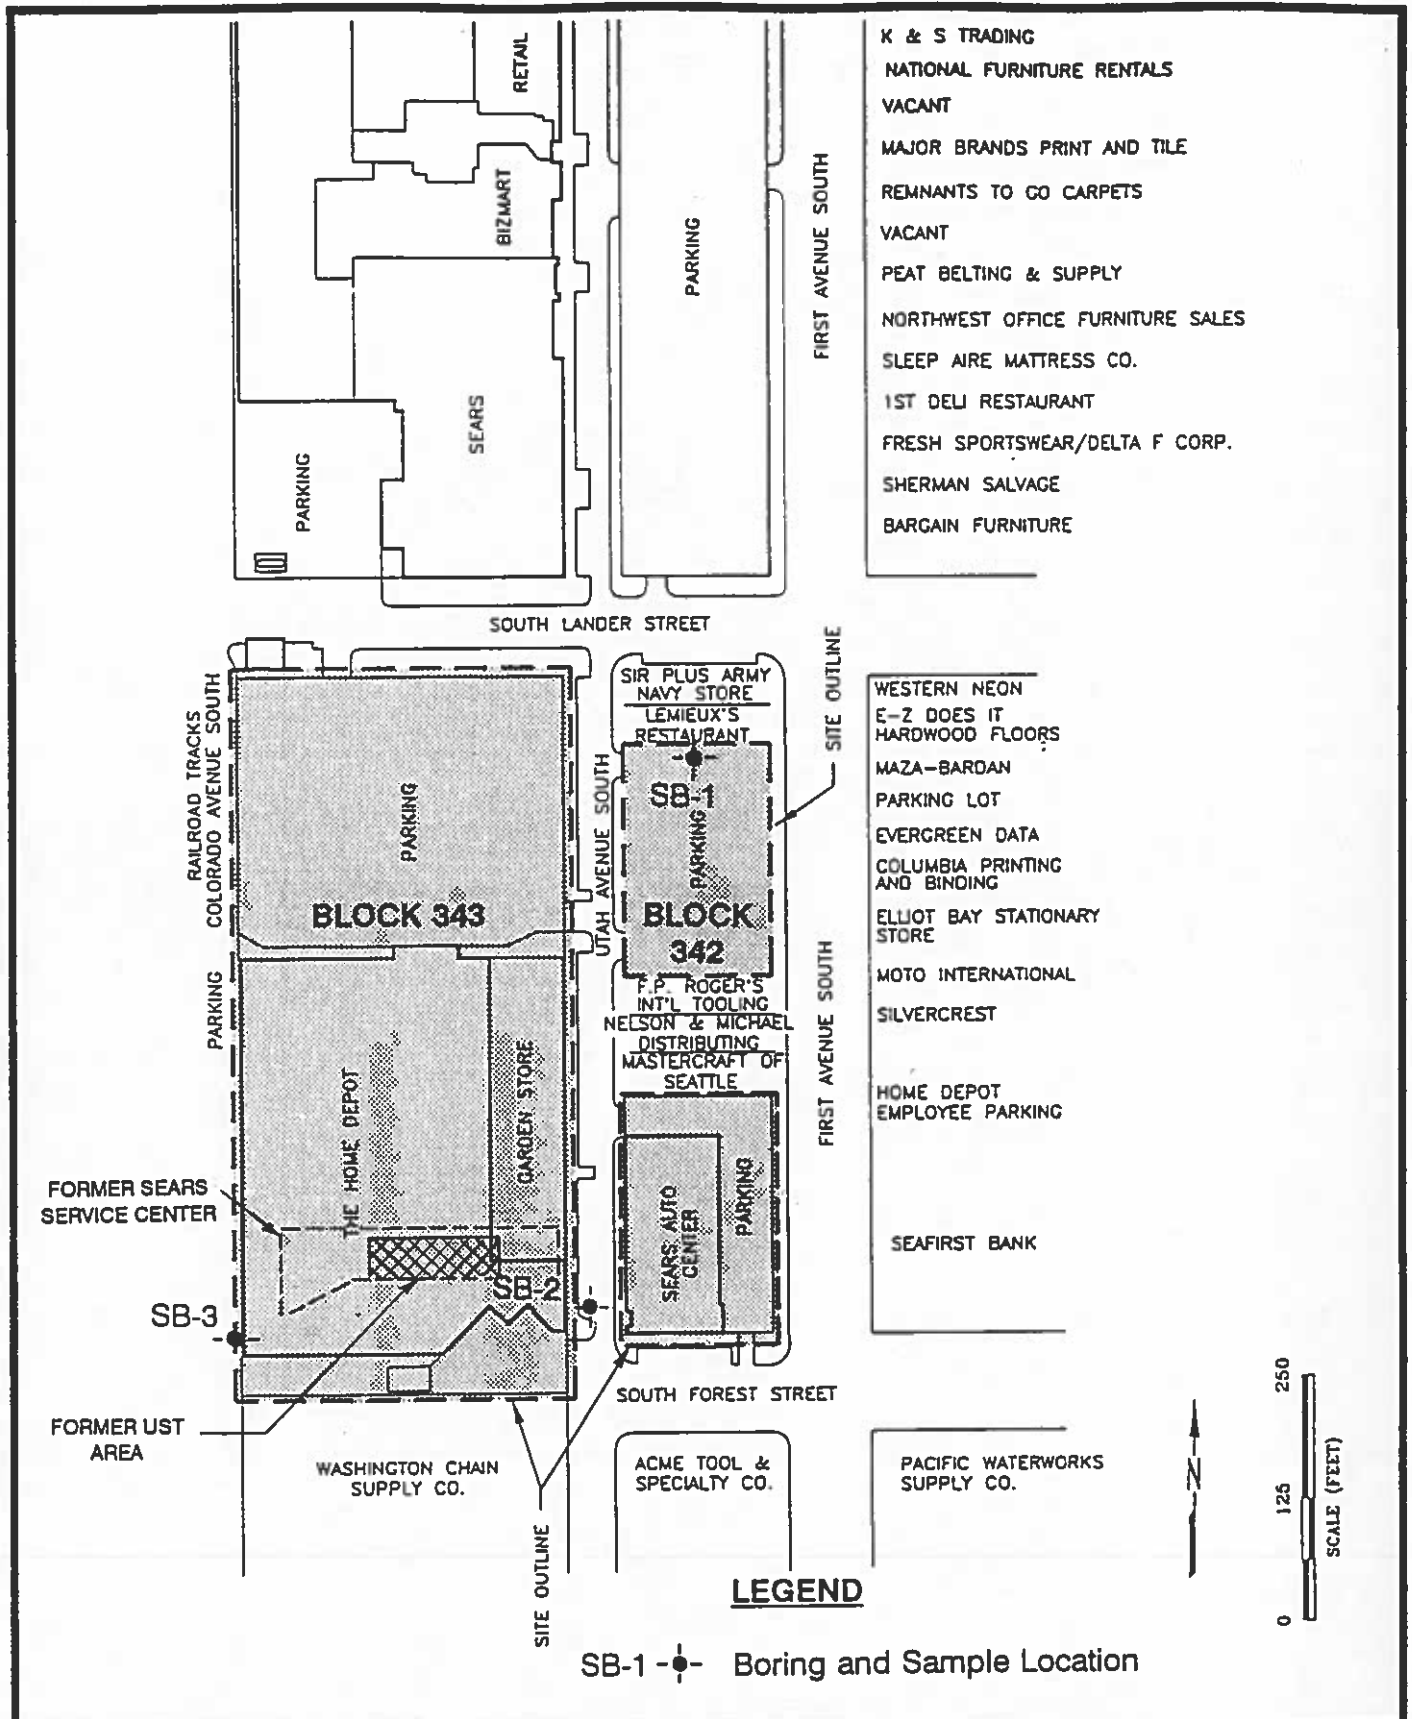 K & S TRADING
NATIONAL FURNITURE RENTALS
VACANT
MAJOR BRANDS PRINT AND TILE
REMNANTS TO GO CARPETS
VACANT
PEAT BELTING & SUPPLY
NORTHWEST OFFICE FURNITURE SALES
SLEEP AIRE MATTRESS CO.
1ST DELI RESTAURANT
FRESH SPORTSWEAR/DELTA F CORP.
SHERMAN SALVAGE
BARGAIN FURNITURE
RETAIL
BIZMART
SEARS
PARKING
PARKING
FIRST AVENUE SOUTH
SOUTH LANDER STREET
RAILROAD TRACKS
COLORADO AVENUE SOUTH
PARKING
PARKING
BLOCK 343
UTAH AVENUE SOUTH
SIR PLUS ARMY
NAVY STORE
LEMIEUX'S
RESTAURANT
SB-1
PARKING
BLOCK
342
F.P. ROGER'S
INT'L TOOLING
NELSON & MICHAEL
DISTRIBUTING
MASTERCRAFT OF
SEATTLE
SITE OUTLINE
FIRST AVENUE SOUTH
WESTERN NEON
E-Z DOES IT
HARDWOOD FLOORS
MAZA-BARDAN
PARKING LOT
EVERGREEN DATA
COLUMBIA PRINTING
AND BINDING
ELLIOT BAY STATIONARY
STORE
MOTO INTERNATIONAL
SILVERCREST
HOME DEPOT
EMPLOYEE PARKING
SEAFIRST BANK
THE HOME DEPOT
GARDEN STORE
SEARS AUTO
CENTER
PARKING
FORMER SEARS
SERVICE CENTER
SB-2
SB-3
FORMER UST
AREA
SOUTH FOREST STREET
WASHINGTON CHAIN
SUPPLY CO.
ACME TOOL &
SPECIALTY CO.
PACIFIC WATERWORKS
SUPPLY CO.
SITE OUTLINE
N
0 125 250
SCALE (FEET)
LEGEND
SB-1 Boring and Sample Location